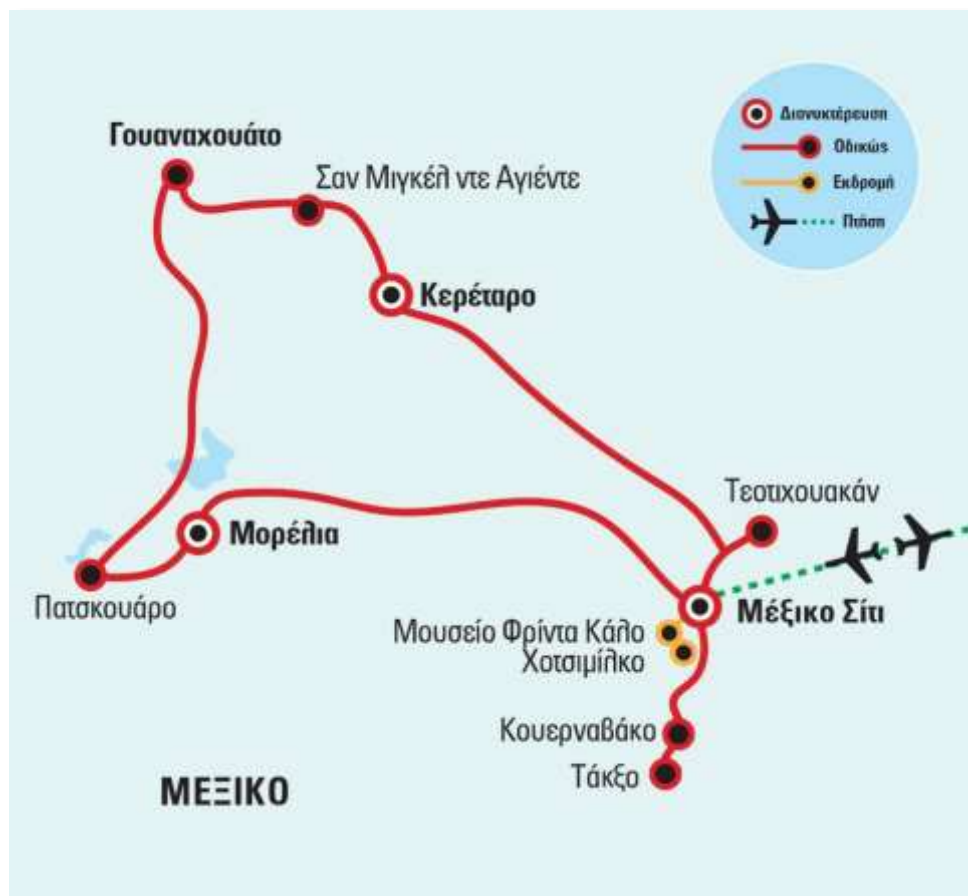 Διανυκτέρευση
Οδικώς
Εκδρομή
Πτήση
Γουαναχουάτο
Σαν Μιγκέλ ντε Αγιέντε
Κερέταρο
Τεοτιχουακάν
Μορέλια
Πατσκουάρο
Μέξικο Σίτι
Μουσείο Φρίντα Κάλο
Χοτσιμίλκο
Κουερναβάκο
Τάκξο
ΜΕΞΙΚΟ